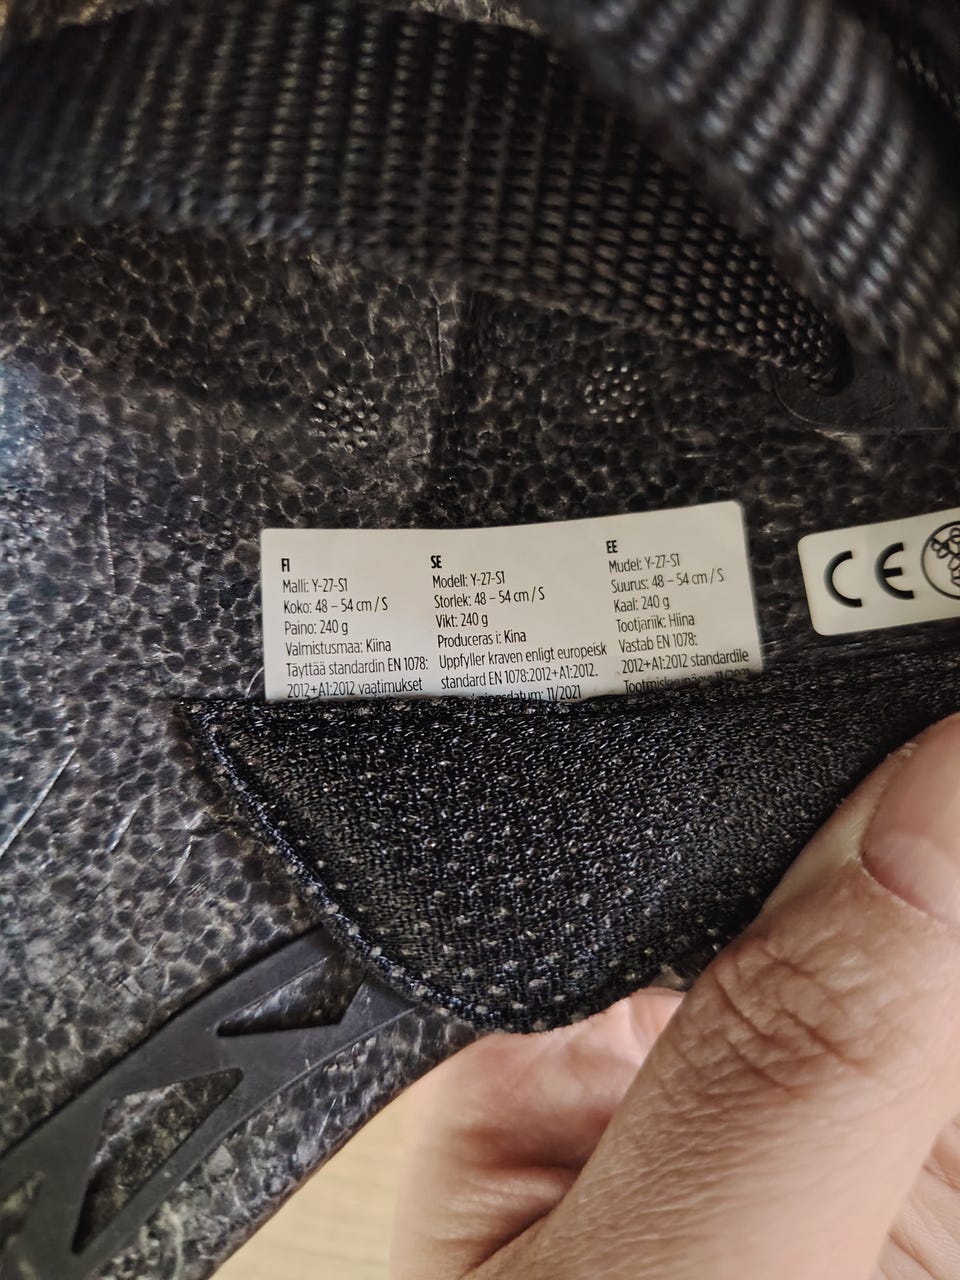 FI
Malli: Y-27-S1
Koko: 48 – 54 cm / S
Paino: 240 g
Valmistusmaa: Kiina
Täyttää standardin EN 1078:
2012+A1:2012 vaatimukset
SE
Modell: Y-27-S1
Storlek: 48 – 54 cm / S
Vikt: 240 g
Produceras i: Kina
Uppfyller kraven enligt europeisk
standard EN 1078:2012+A1:2012.
11/2021
EE
Mudel: Y-27-S1
Suurus: 48 – 54 cm / S
Kaal: 240 g
Tootjariik: Hiina
Vastab EN 1078:
2012+A1:2012 standardile
CE